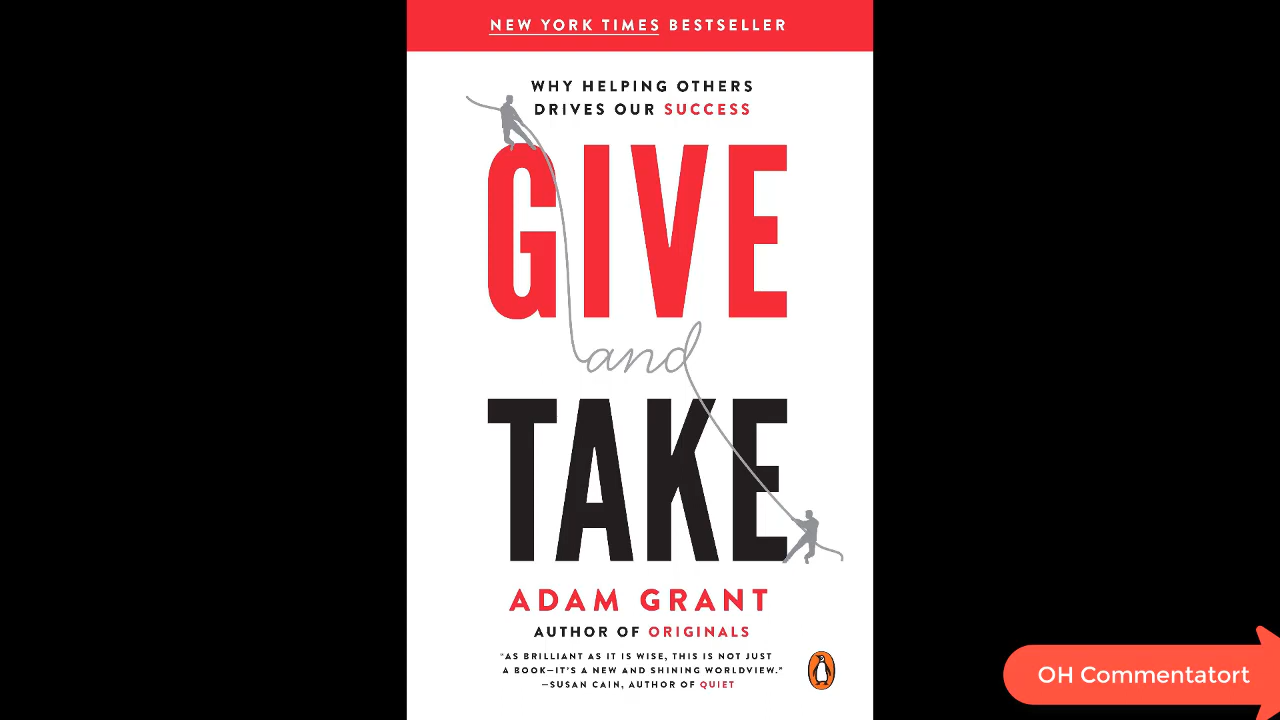 NEW YORK TIMES BESTSELLER
WHY HELPING OTHERS
DRIVES OUR SUCCESS
GIVE
and
TAKE
ADAM GRANT
AUTHOR OF ORIGINALS
"AS BRILLIANT AS IT IS WISE, THIS IS NOT JUST
A BOOK—IT'S A NEW AND SHINING WORLDVIEW."
—SUSAN CAIN, AUTHOR OF QUIET
OH Commentatort